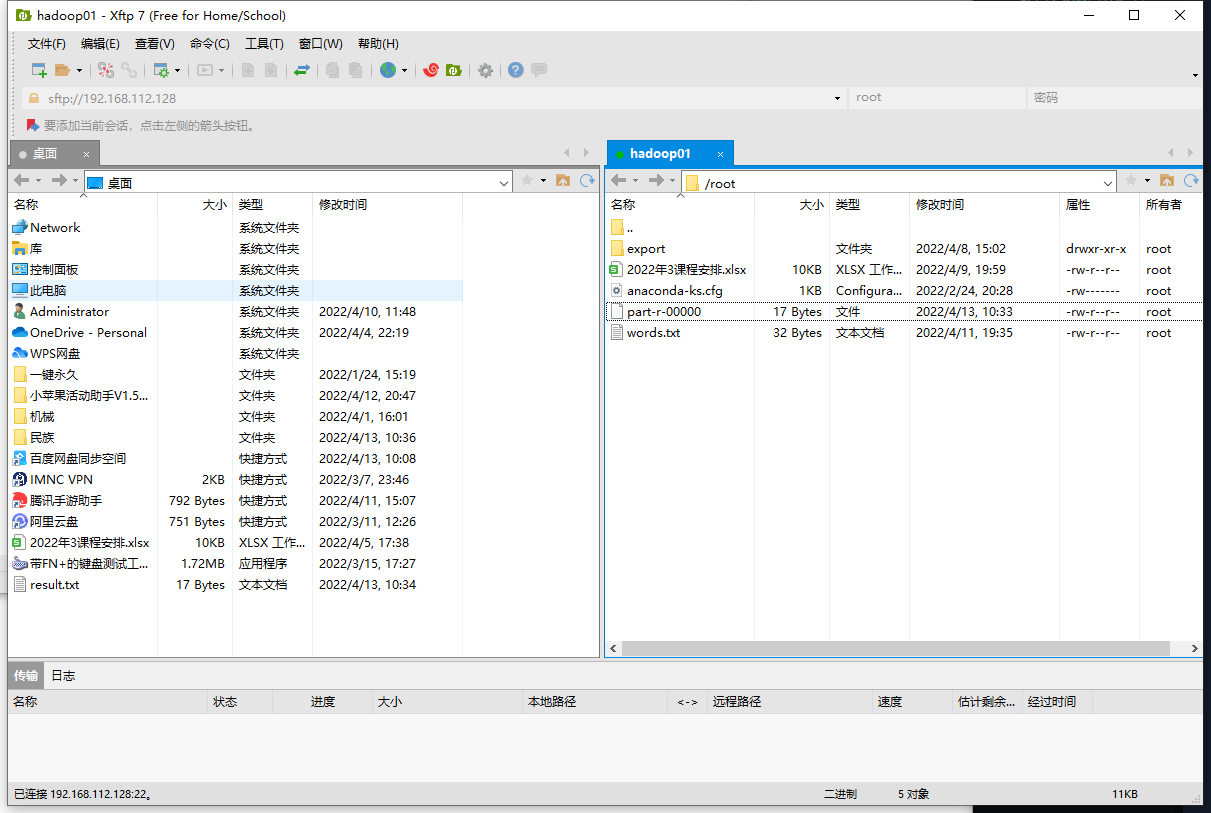 hadoop01 - Xftp 7 (Free for Home/School)
文件(F) 编辑(E) 查看(V) 命令(C) 工具(T) 窗口(W) 帮助(H)
sftp://192.168.112.128 root 密码
要添加当前会话，点击左侧的箭头按钮。
桌面 × hadoop01 ×
桌面 /root
名称 大小 类型 修改时间
Network 系统文件夹
库 系统文件夹
控制面板 系统文件夹
此电脑 系统文件夹
Administrator 系统文件夹 2022/4/10, 11:48
OneDrive - Personal 系统文件夹 2022/4/4, 22:19
WPS网盘 系统文件夹
一键永久 文件夹 2022/1/24, 15:19
小苹果活动助手V1.5... 文件夹 2022/4/12, 20:47
机械 文件夹 2022/4/1, 16:01
民族 文件夹 2022/4/13, 10:36
百度网盘同步空间 快捷方式 2022/4/13, 10:08
IMNC VPN 2KB 快捷方式 2022/3/7, 23:46
腾讯手游助手 792 Bytes 快捷方式 2022/4/11, 15:07
阿里云盘 751 Bytes 快捷方式 2022/3/11, 12:26
2022年3课程安排.xlsx 10KB XLSX 工作... 2022/4/5, 17:38
带FN+的键盘测试工... 1.72MB 应用程序 2022/3/15, 17:27
result.txt 17 Bytes 文本文档 2022/4/13, 10:34
名称 大小 类型 修改时间 属性 所有者
..
export 文件夹 2022/4/8, 15:02 drwxr-xr-x root
2022年3课程安排.xlsx 10KB XLSX 工作... 2022/4/9, 19:59 -rw-r--r-- root
anaconda-ks.cfg 1KB Configura... 2022/2/24, 20:28 -rw------- root
part-r-00000 17 Bytes 文件 2022/4/13, 10:33 -rw-r--r-- root
words.txt 32 Bytes 文本文档 2022/4/11, 19:35 -rw-r--r-- root
传输 日志
名称 状态 进度 大小 本地路径 <-> 远程路径 速度 估计剩余... 经过时间
已连接 192.168.112.128:22。 二进制 5 对象 11KB